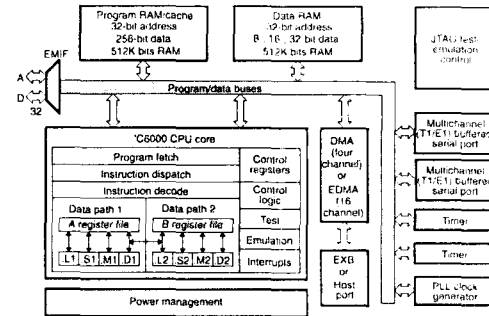 Program RAM/cache
32-bit address
256-bit data
512K bits RAM
Data RAM
32-bit address
8, 16, 32 data
512K bits RAM
JTAG test
emulation
control
EMIF
A
D
32
Program/data buses
'C6000 CPU core
Program fetch
Instruction dispatch
Instruction decode
Data path 1
A register file
Data path 2
B register file
.L1 .S1 .M1 .D1
.L2 .S2 .M2 .D2
Control
registers
Control
logic
Test
Emulation
Interrupts
Power management
DMA
(four
channel)
or
EDMA
(16
channel)
EXB
or
Host
port
Multichannel
(T1/E1) buffered
serial port
Multichannel
(T1/E1) buffered
serial port
Timer
Timer
PLL clock
generator